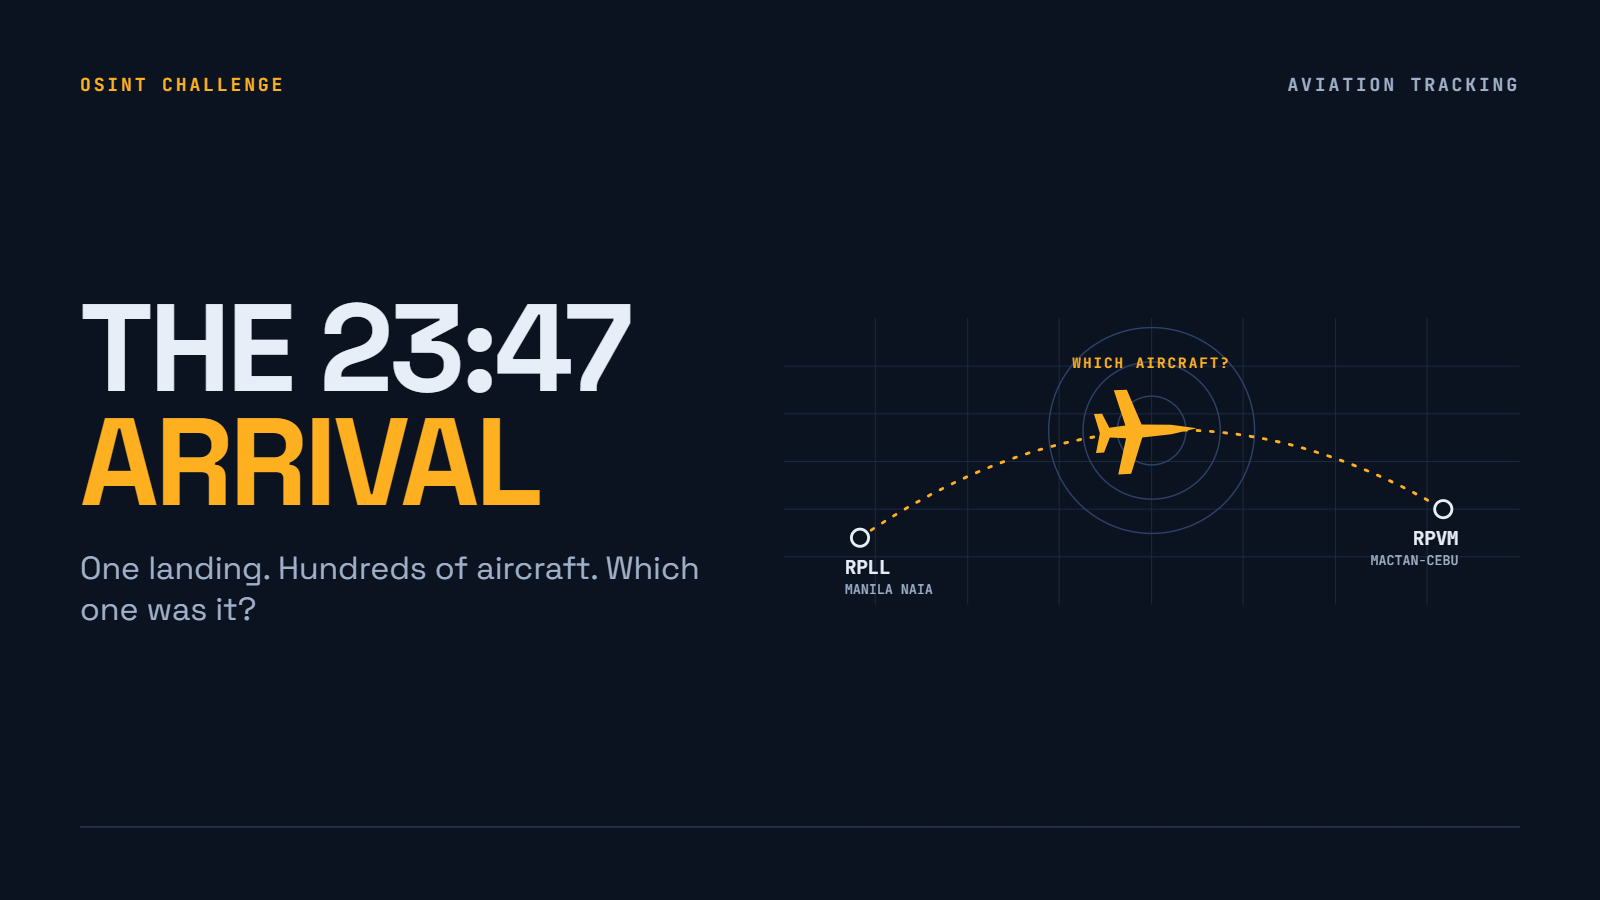 OSINT CHALLENGE
AVIATION TRACKING
THE 23:47
ARRIVAL
One landing. Hundreds of aircraft. Which
one was it?
WHICH AIRCRAFT?
RPLL
MANILA NAIA
RPVM
MACTAN-CEBU